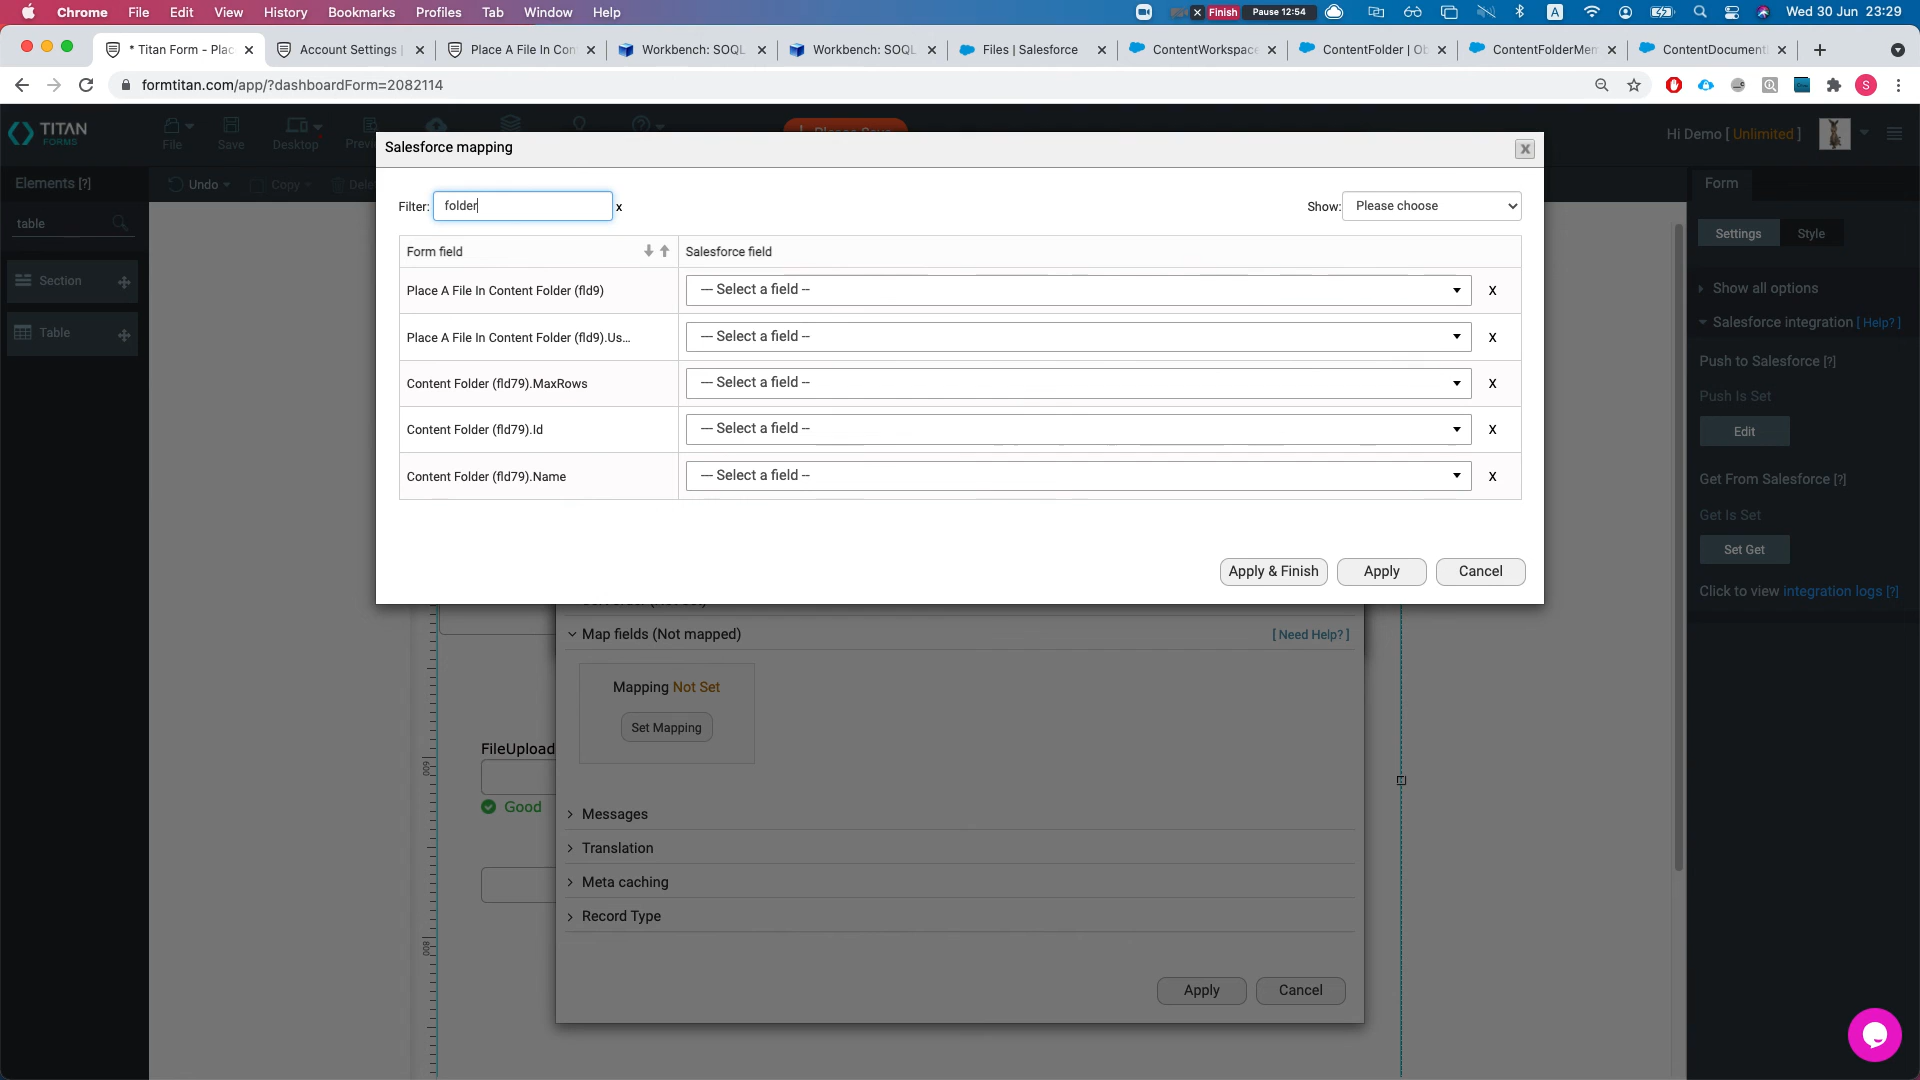 Chrome File Edit View History Bookmarks Profiles Tab Window Help Finish Pause 12:54 A Wed 30 Jun 23:29
* Titan Form - Plac Account Settings | Place A File In Con Workbench: SOQL Workbench: SOQL Files | Salesforce ContentWorkspace ContentFolder | Ob ContentFolderMem ContentDocumentL
formtitan.com/app/?dashboardForm=2082114 S
TITAN
FORMS
File Save Desktop Previ
Hi Demo [ Unlimited ]
Salesforce mapping X
Elements [?] Undo Copy Dele Form
Filter: folder x Show: Please choose
table
Settings Style
Form field Salesforce field
Section
Place A File In Content Folder (fld9) -- Select a field -- X
Show all options
Salesforce integration [ Help? ]
Table
Place A File In Content Folder (fld9).Us... -- Select a field -- X
Push to Salesforce [?]
Content Folder (fld79).MaxRows -- Select a field -- X
Push Is Set
Content Folder (fld79).Id -- Select a field -- X
Edit
Content Folder (fld79).Name -- Select a field -- X
Get From Salesforce [?]
Get Is Set
Set Get
Apply & Finish Apply Cancel
Click to view integration logs [?]
Map fields (Not mapped) [ Need Help? ]
Mapping Not Set
Set Mapping
FileUpload
600
Good
Messages
Translation
Meta caching
Record Type
800
Apply Cancel